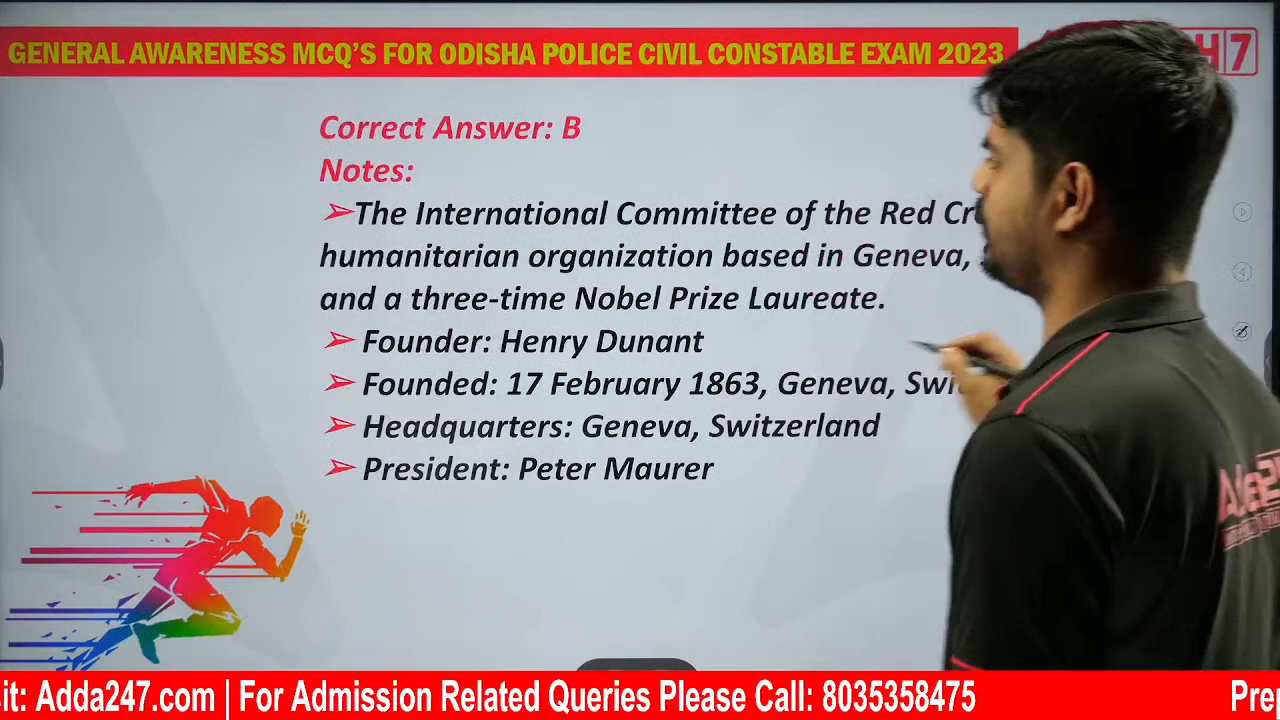 GENERAL AWARENESS MCQ'S FOR ODISHA POLICE CIVIL CONSTABLE EXAM 2023
7
Correct Answer: B
Notes:
➢The International Committee of the Red
humanitarian organization based in Geneva,
and a three-time Nobel Prize Laureate.
➢ Founder: Henry Dunant
➢ Founded: 17 February 1863, Geneva,
➢ Headquarters: Geneva, Switzerland
➢ President: Peter Maurer
Adda247.com | For Admission Related Queries Please Call: 8035358475